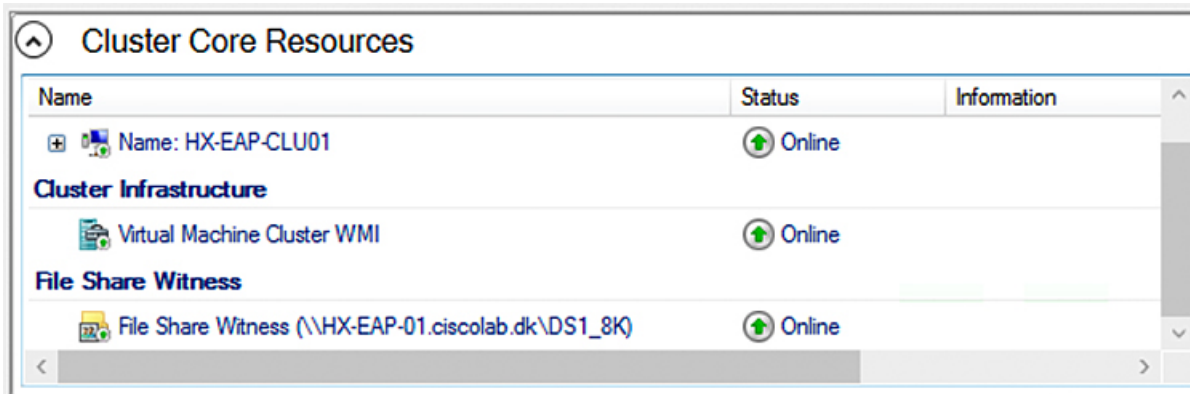 Cluster Core Resources
Name Status Information
Name: HX-EAP-CLU01 Online
Cluster Infrastructure
Virtual Machine Cluster WMI Online
File Share Witness
File Share Witness (\\HX-EAP-01.ciscolab.dk\DS1_8K) Online